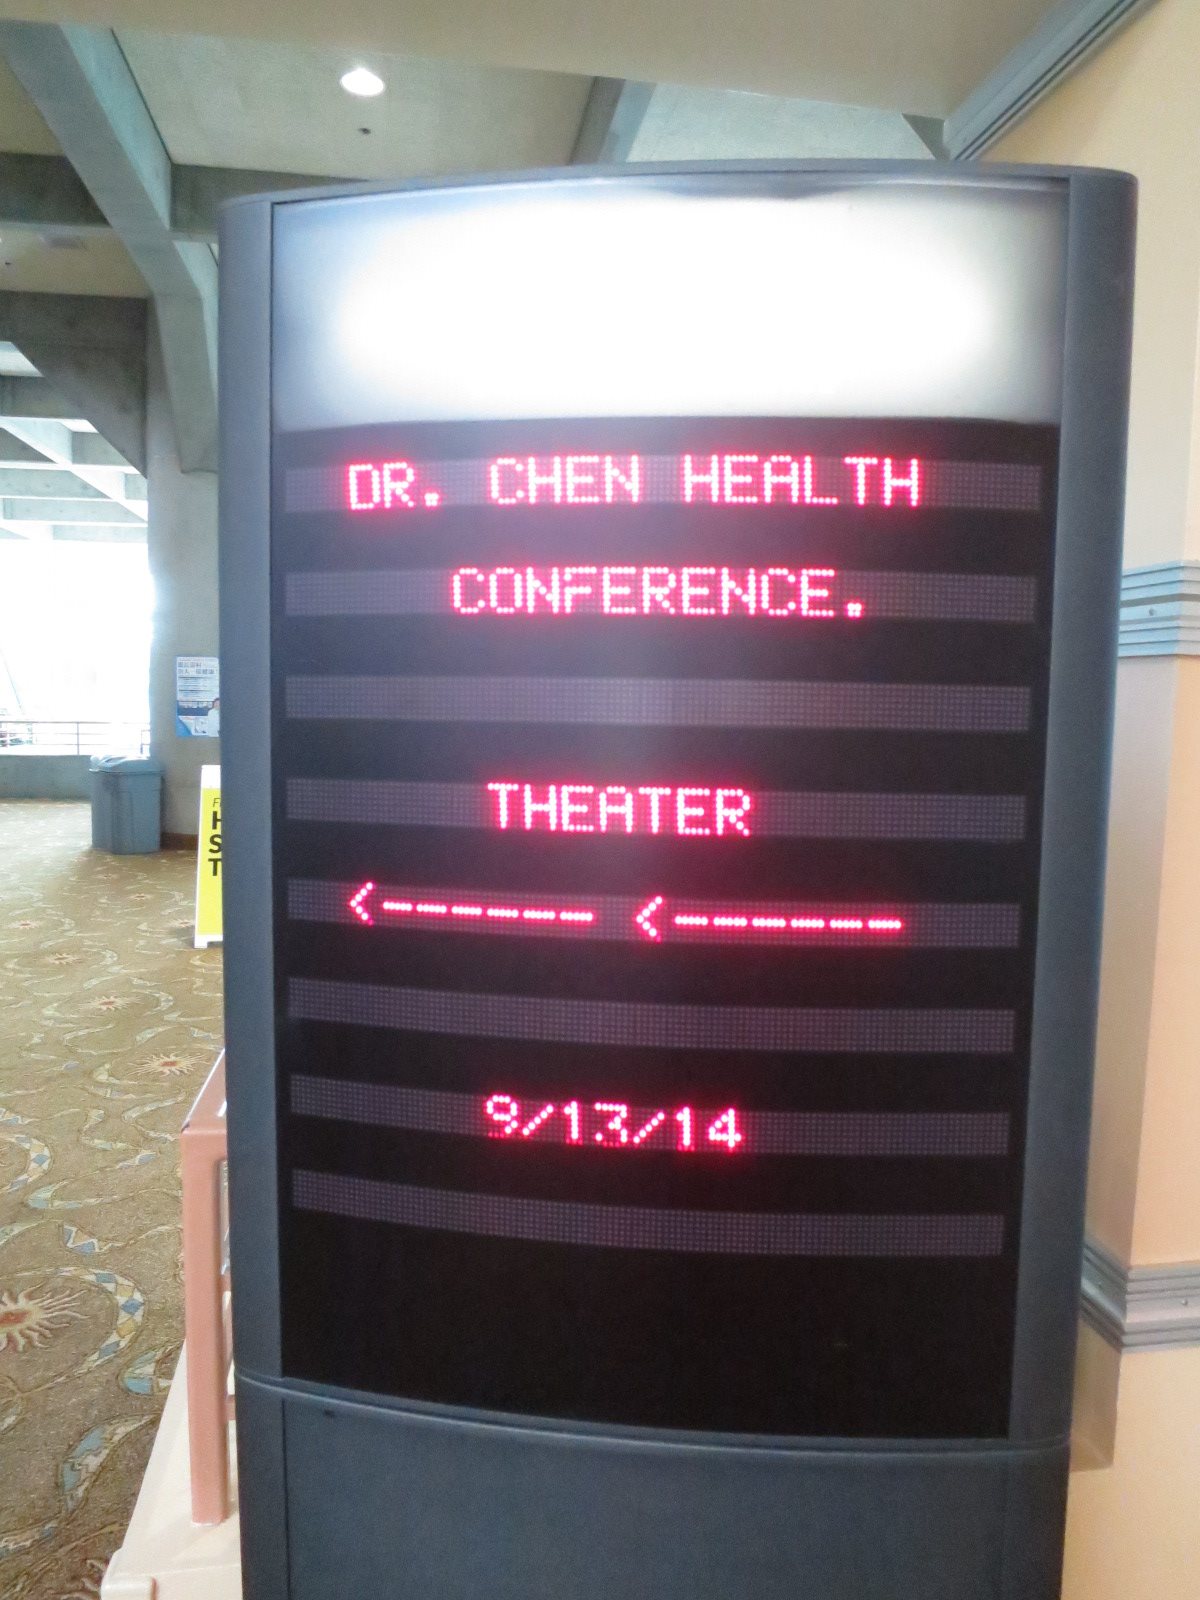 DR. CHEN HEALTH
CONFERENCE.
THEATER
<----- <-----
9/13/14